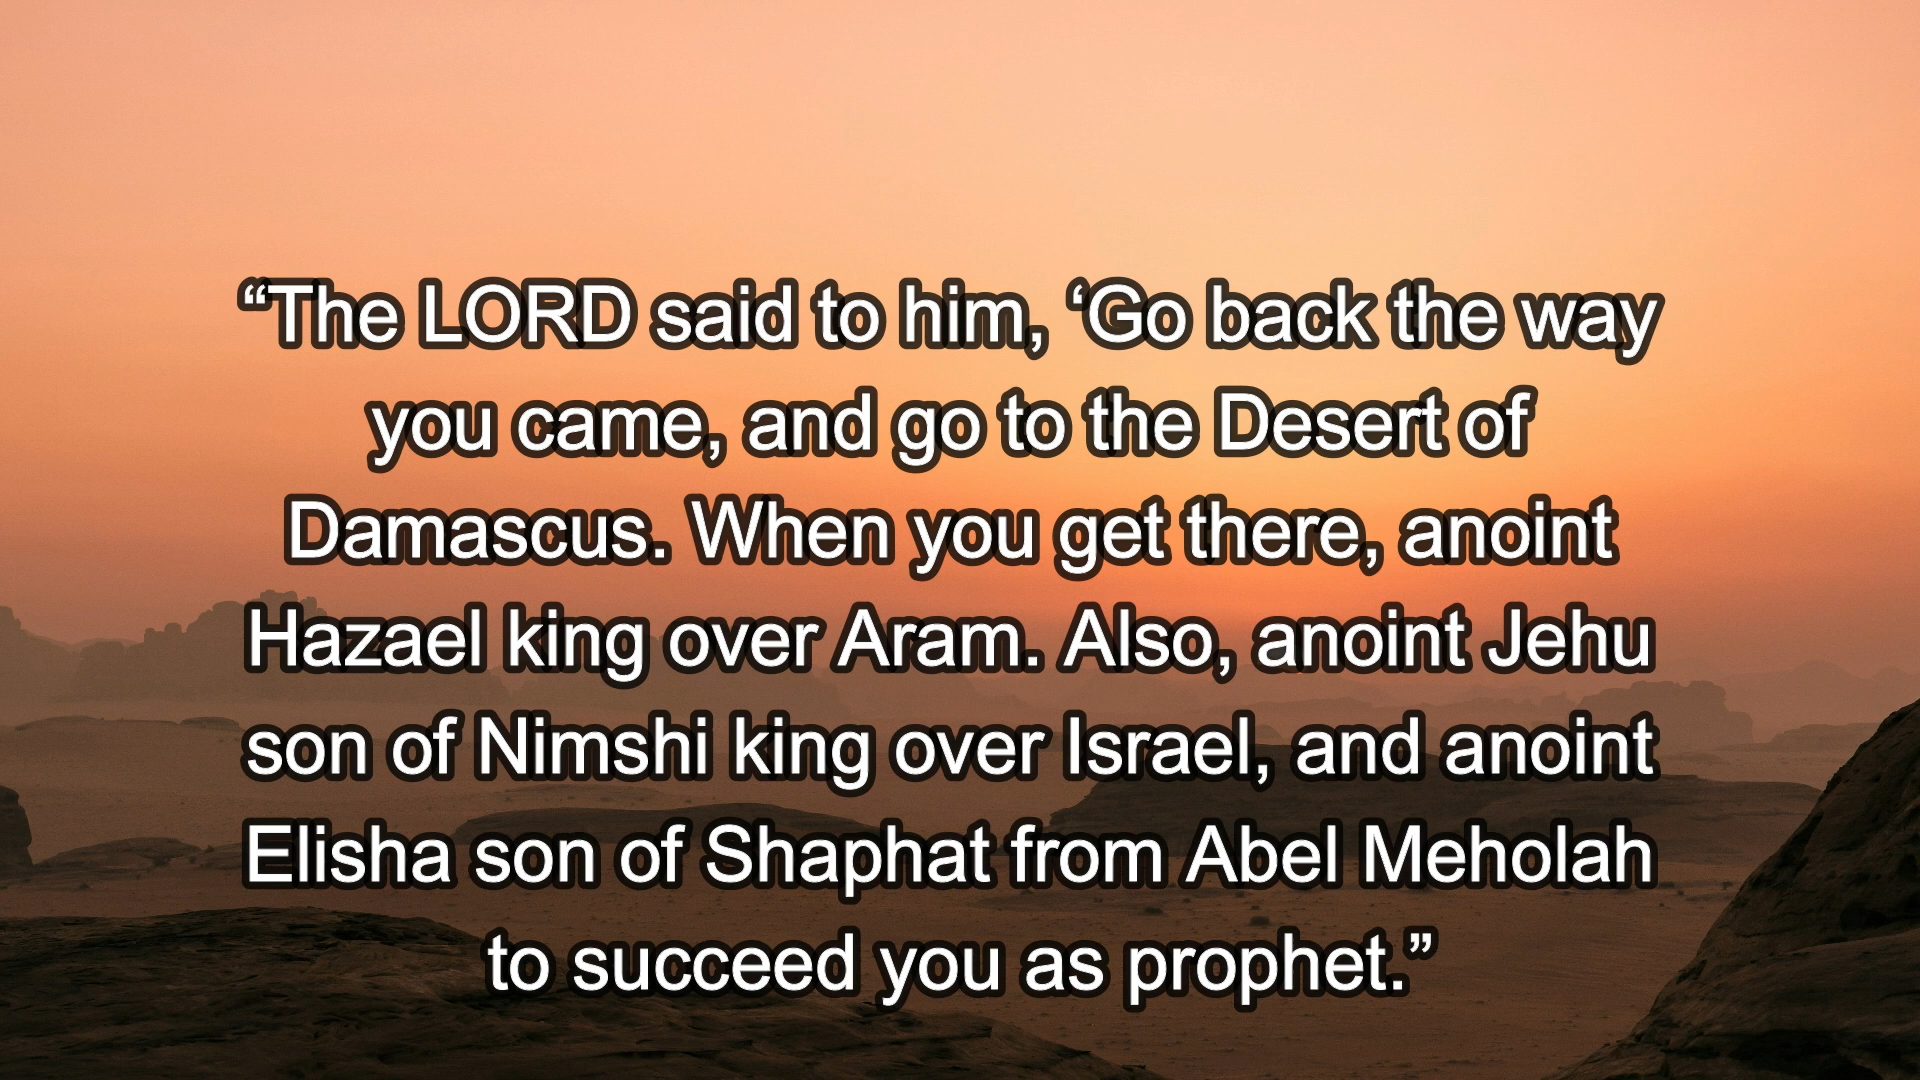 “The LORD said to him, ‘Go back the way
you came, and go to the Desert of
Damascus. When you get there, anoint
Hazael king over Aram. Also, anoint Jehu
son of Nimshi king over Israel, and anoint
Elisha son of Shaphat from Abel Meholah
to succeed you as prophet.”